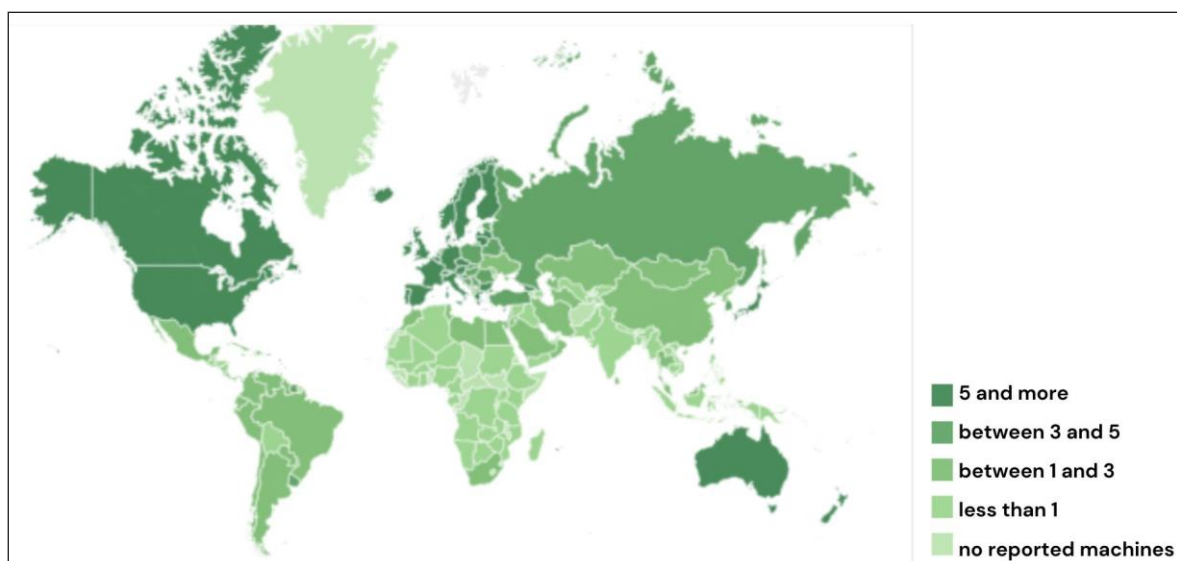 5 and more
between 3 and 5
between 1 and 3
less than 1
no reported machines